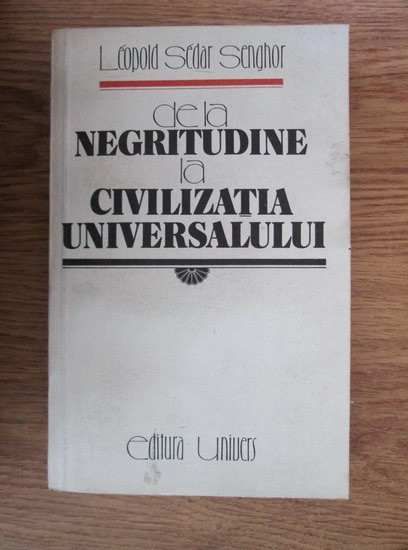 Léopold Sédar Senghor
de la
NEGRITUDINE
la
CIVILIZAȚIA
UNIVERSALULUI
editura univers